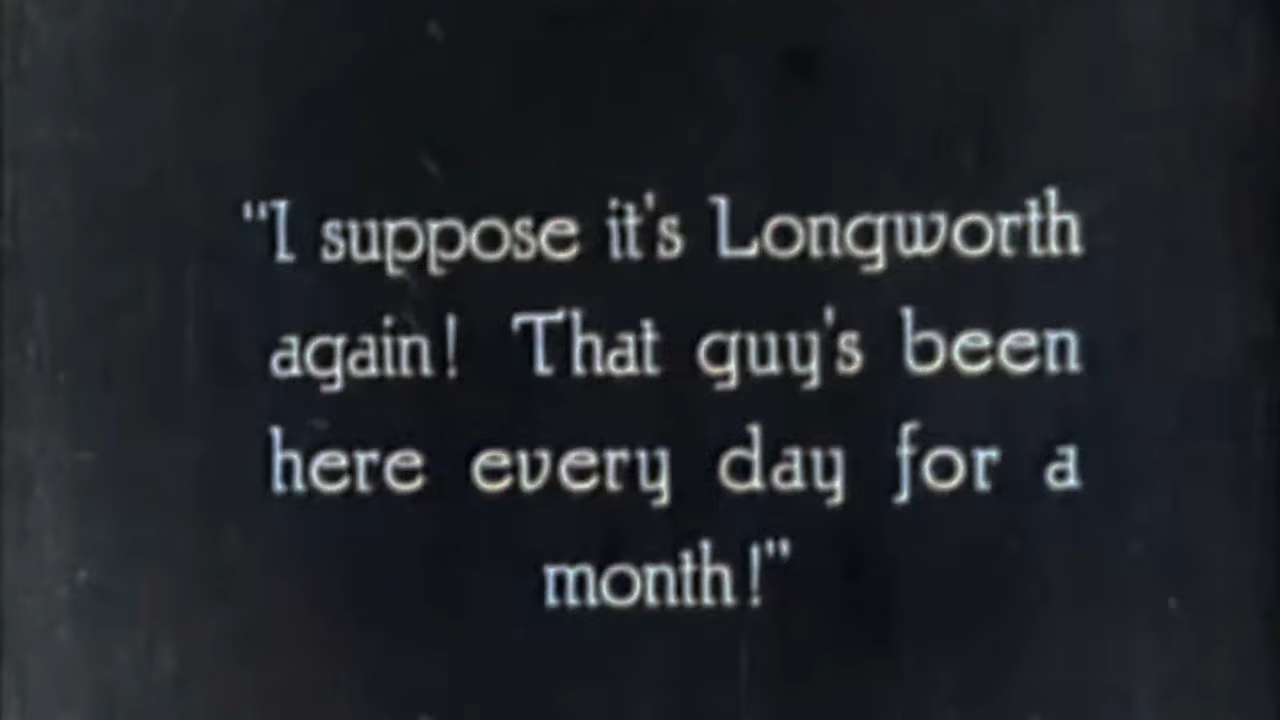 "I suppose it's Longworth
again! That guy's been
here every day for a
month!"